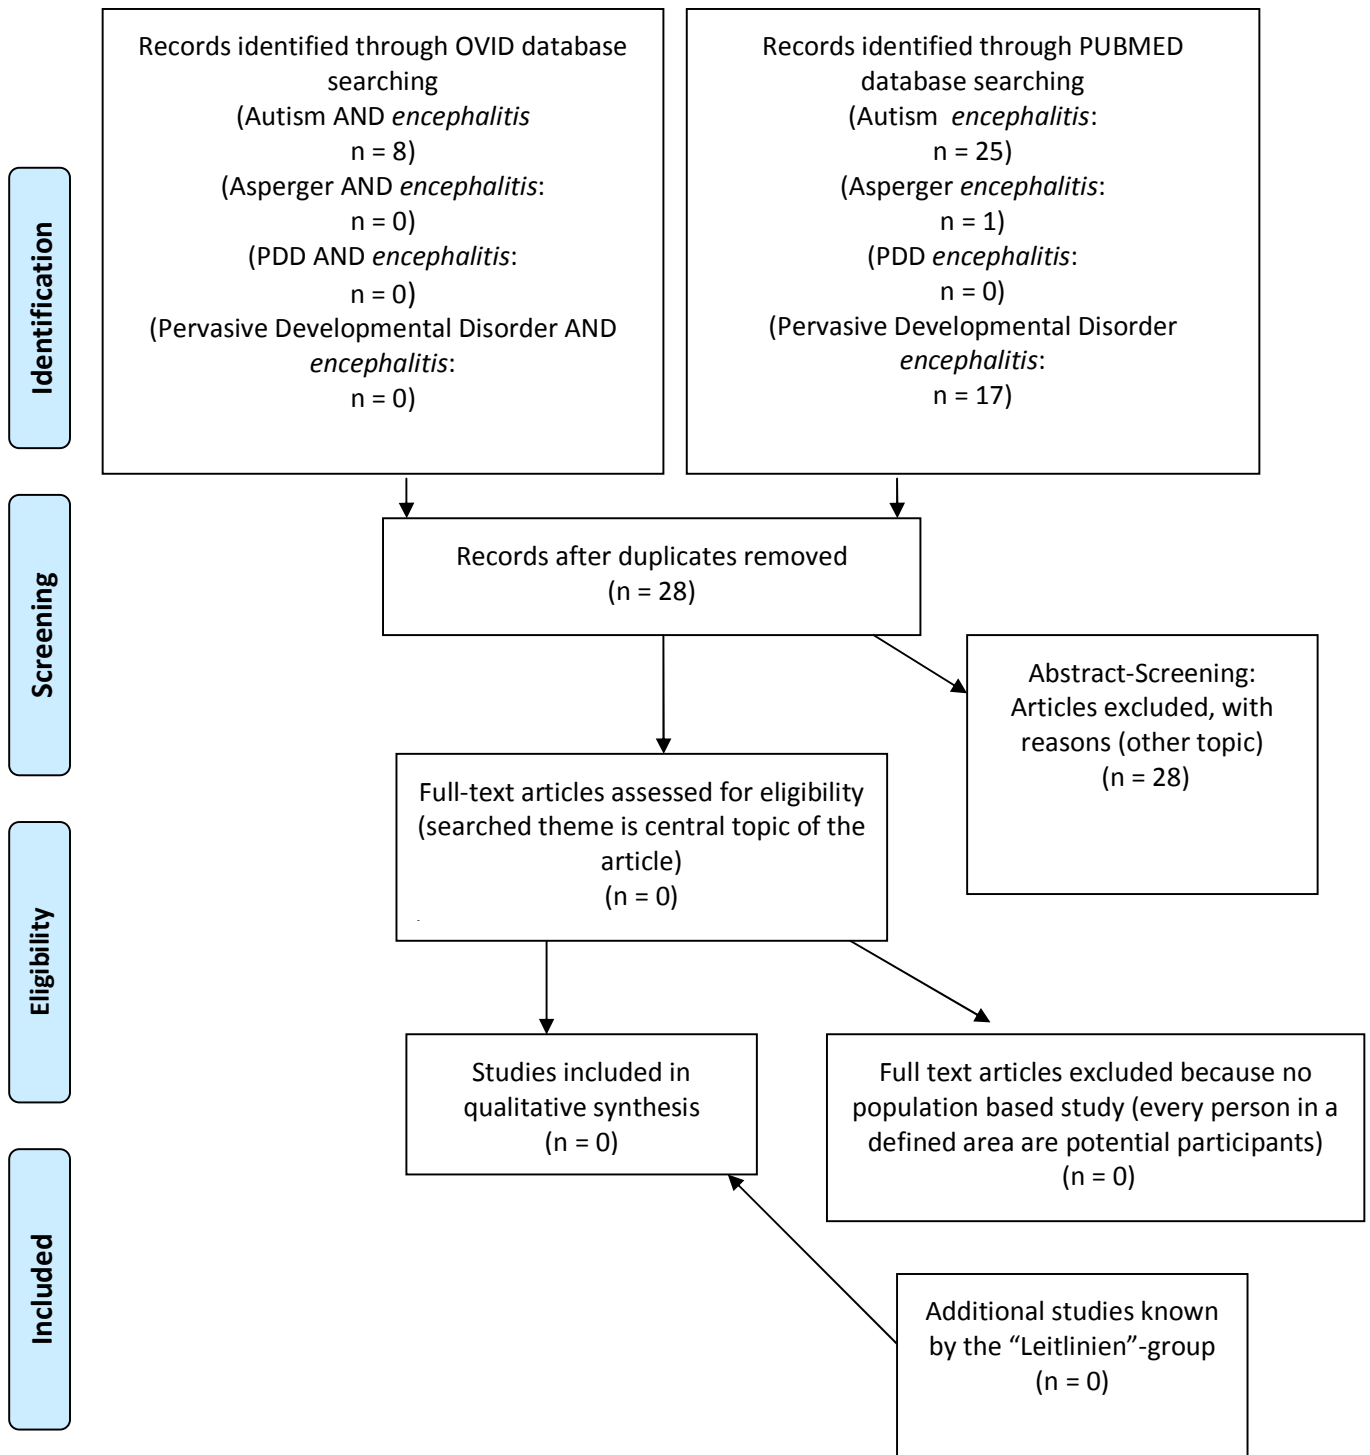 Records identified through OVID database
searching
(Autism AND encephalitis
n = 8)
(Asperger AND encephalitis:
n = 0)
(PDD AND encephalitis:
n = 0)
(Pervasive Developmental Disorder AND
encephalitis:
n = 0)
Records identified through PUBMED
database searching
(Autism encephalitis:
n = 25)
(Asperger encephalitis:
n = 1)
(PDD encephalitis:
n = 0)
(Pervasive Developmental Disorder
encephalitis:
n = 17)
Identification
Records after duplicates removed
(n = 28)
Screening
Abstract-Screening:
Articles excluded, with
reasons (other topic)
(n = 28)
Full-text articles assessed for eligibility
(searched theme is central topic of the
article)
(n = 0)
Eligibility
Studies included in
qualitative synthesis
(n = 0)
Full text articles excluded because no
population based study (every person in a
defined area are potential participants)
(n = 0)
Included
Additional studies known
by the “Leitlinien”-group
(n = 0)